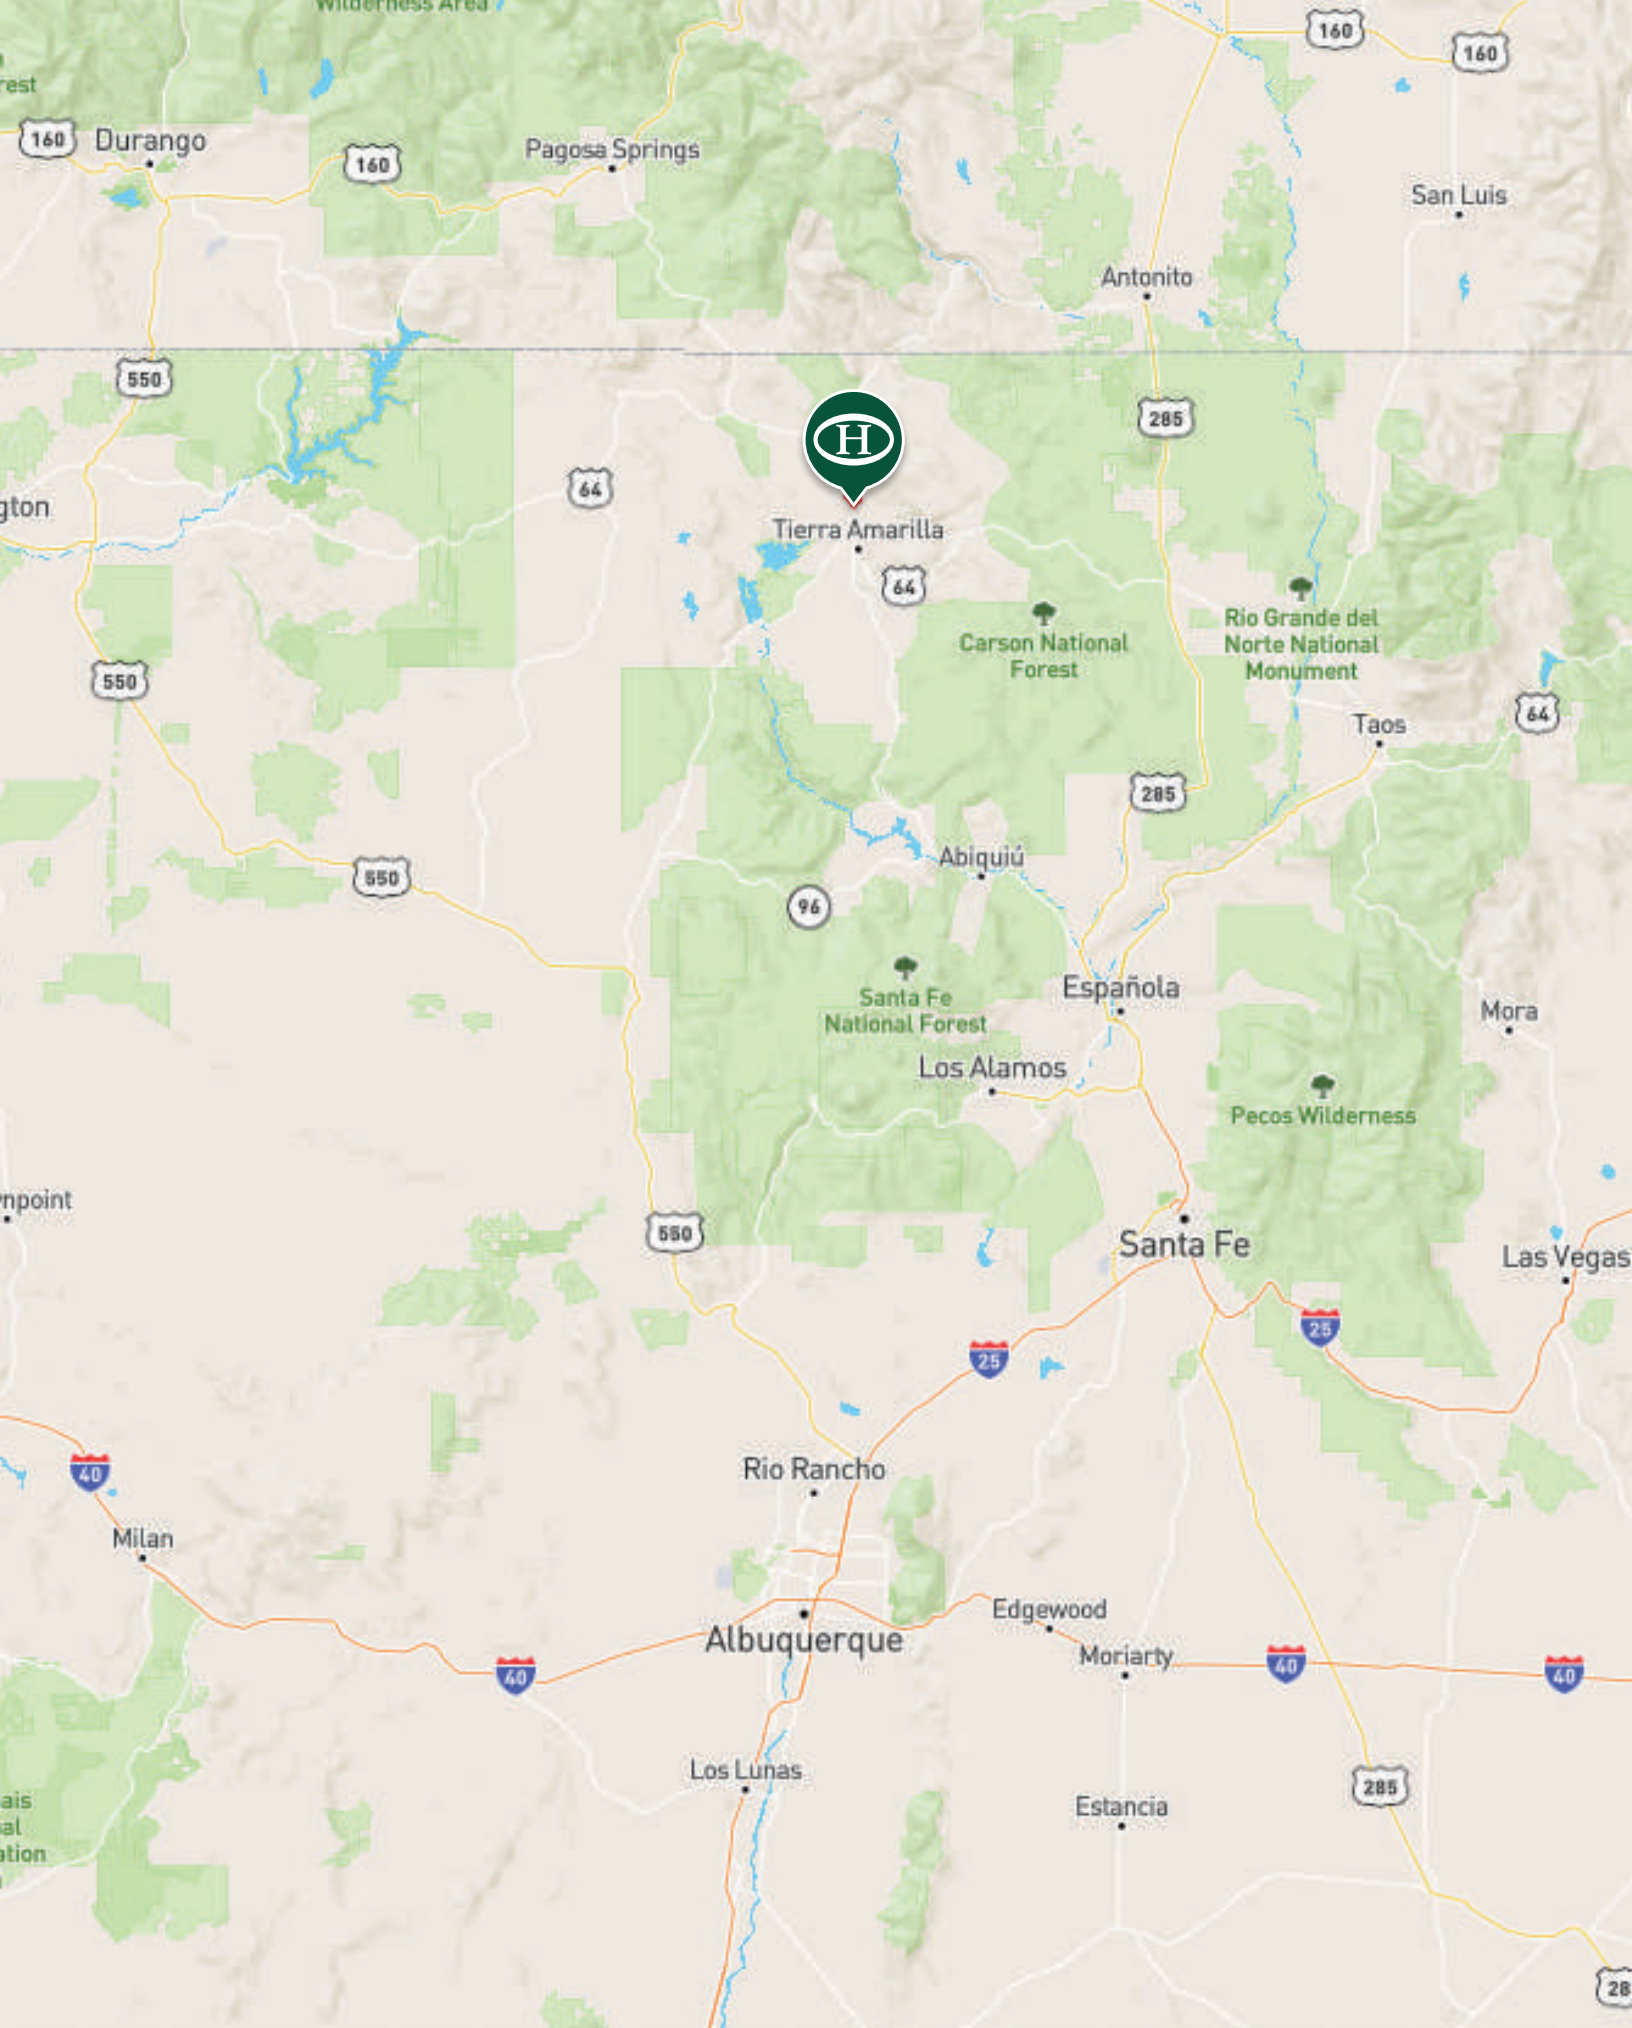 Wilderness Area
160
160
rest
160
Durango
160
Pagosa Springs
San Luis
Antonito
550
285
H
64
gton
Tierra Amarilla
64
Carson National
Forest
Rio Grande del
Norte National
Monument
550
64
Taos
285
Abiquiú
550
96
Santa Fe
National Forest
Española
Mora
Los Alamos
Pecos Wilderness
npoint
550
Santa Fe
Las Vegas
25
25
Rio Rancho
40
Milan
Edgewood
Albuquerque
Moriarty
40
40
40
Los Lunas
285
Estancia
ais
al
ation
28